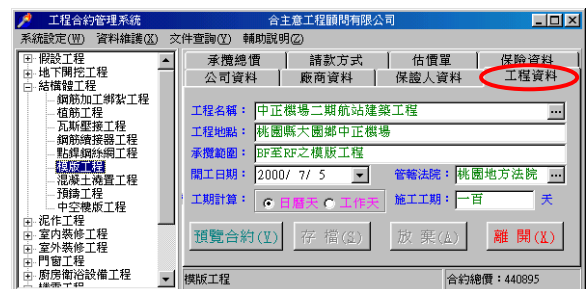 工程合約管理系統 合主意工程顧問有限公司
系統設定(W) 資料維護(X) 文件查詢(Y) 輔助說明(Z)
假設工程
地下開挖工程
結構體工程
鋼筋加工綁紮工程
植筋工程
瓦斯壓接工程
鋼筋續接器工程
點銲鋼絲網工程
模版工程
混凝土澆置工程
預鑄工程
中空樓版工程
泥作工程
室內裝修工程
室外裝修工程
門窗工程
廚房衛浴設備工程
機電工程
承攬總價 請款方式 估價單 保險資料
公司資料 廠商資料 保證人資料 工程資料
工程名稱： 中正機場二期航站建築工程 ...
工程地點： 桃園縣大園鄉中正機場
承攬範圍： BF至RF之模版工程
開工日期： 2000/ 7/ 5 管轄法院： 桃園地方法院 ...
工期計算： 日曆天 工作天 施工工期： 一百 天
預覽合約(V) 存 檔(S) 放 棄(A) 離 開(X)
模版工程 合約總價：440895